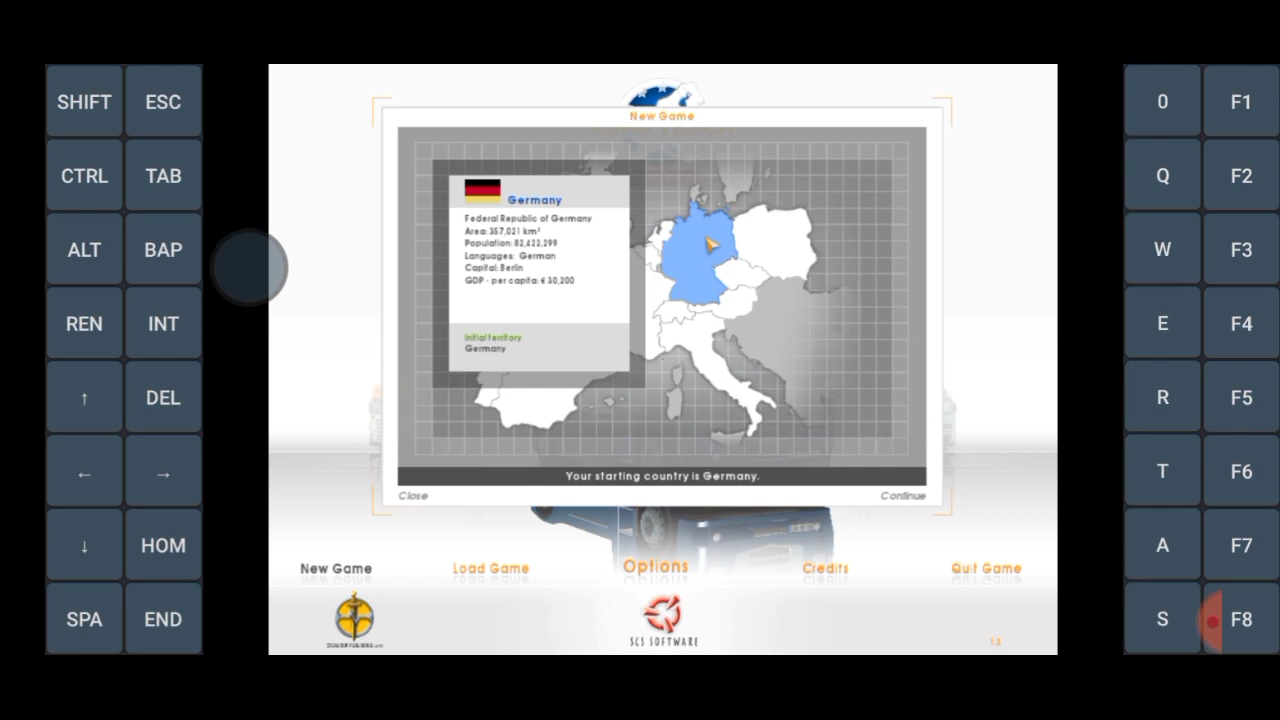 SHIFT ESC
CTRL TAB
ALT BAP
REN INT
↑ DEL
← →
↓ HOM
SPA END
New Game
Germany
Federal Republic of Germany
Area: 357,021 km²
Population: 82,422,299
Languages: German
Capital: Berlin
GDP - per capita: € 30,200
Initial territory
Germany
Your starting country is Germany.
Close Continue
New Game Load Game Options Credits Quit Game
SCS SOFTWARE
1.3
0 F1
Q F2
W F3
E F4
R F5
T F6
A F7
S F8